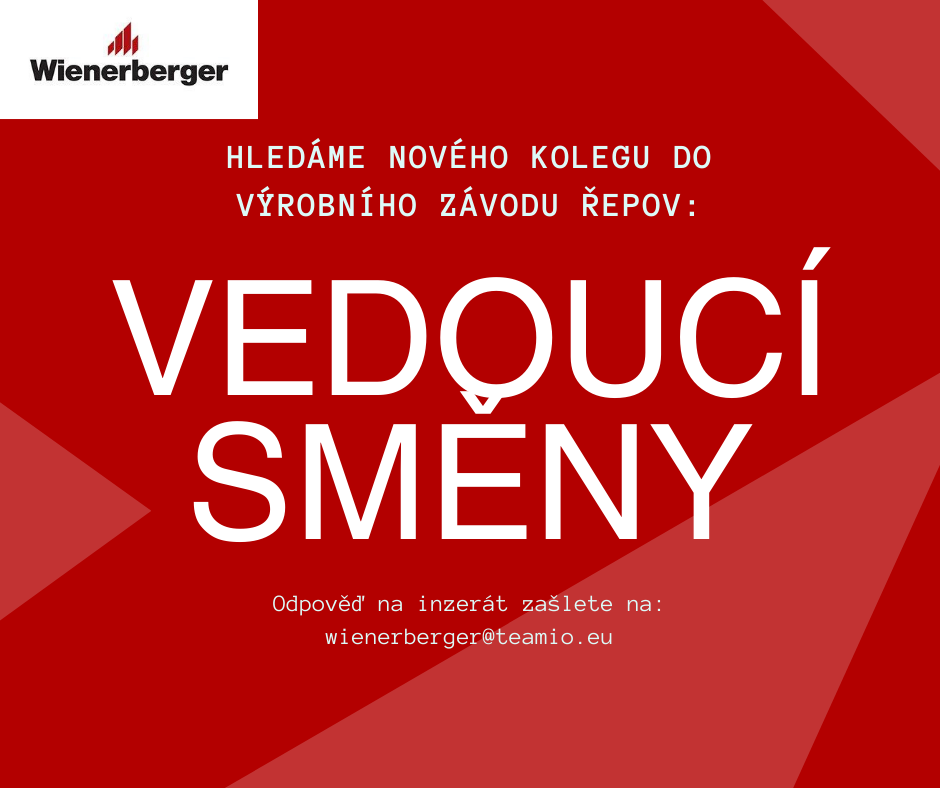 Wienerberger
HLEDÁME NOVÉHO KOLEGU DO
VÝROBNÍHO ZÁVODU ŘEPOV:
VEDOUCÍ
SMĚNY
Odpověď na inzerát zašlete na:
wienerberger@teamio.eu